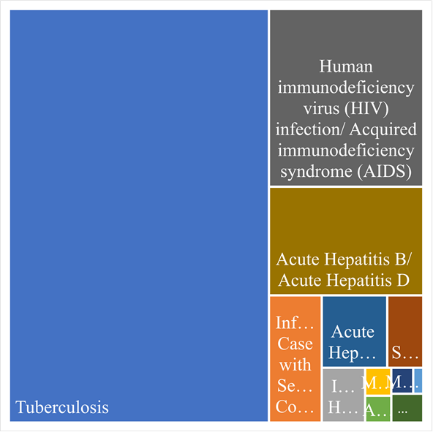 Tuberculosis
Human
immunodeficiency
virus (HIV)
infection/ Acquired
immunodeficiency
syndrome (AIDS)
Acute Hepatitis B/
Acute Hepatitis D
Inf…
Case
with
Se…
Co…
Acute
Hep…
S…
I…
H…
M…
M…
A…
…